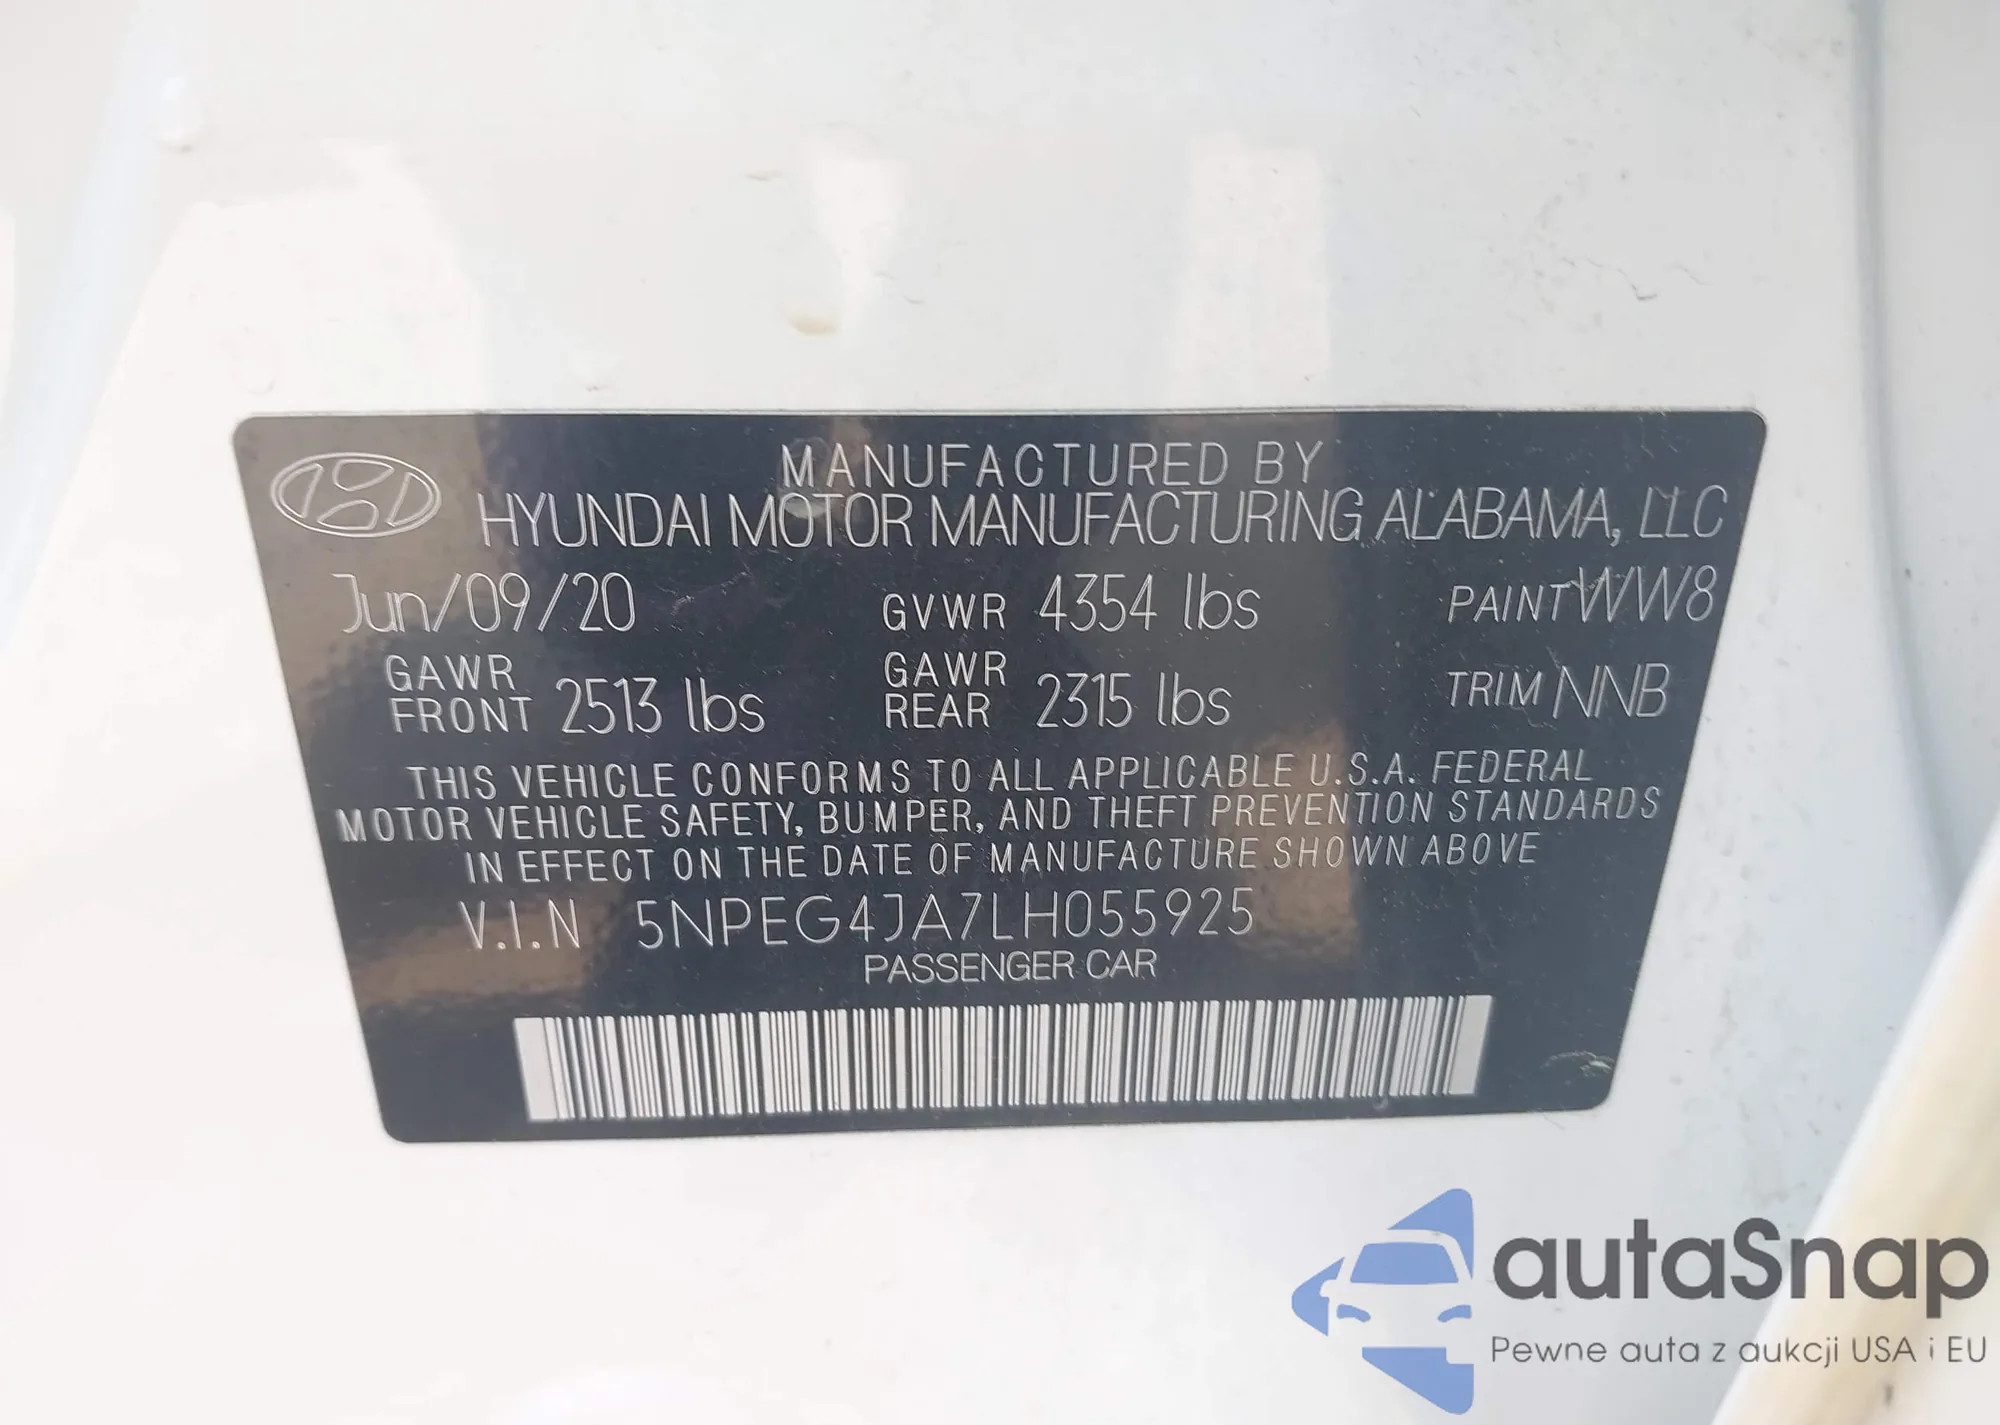 MANUFACTURED BY
HYUNDAI MOTOR MANUFACTURING ALABAMA, LLC
Jun/09/20 GVWR 4354 lbs PAINT WW8
GAWR FRONT 2513 lbs GAWR REAR 2315 lbs TRIM NNB
THIS VEHICLE CONFORMS TO ALL APPLICABLE U.S.A. FEDERAL
MOTOR VEHICLE SAFETY, BUMPER, AND THEFT PREVENTION STANDARDS
IN EFFECT ON THE DATE OF MANUFACTURE SHOWN ABOVE
V.I.N 5NPEG4JA7LH055925
PASSENGER CAR
autaSnap
Pewne auta z aukcji USA i EU